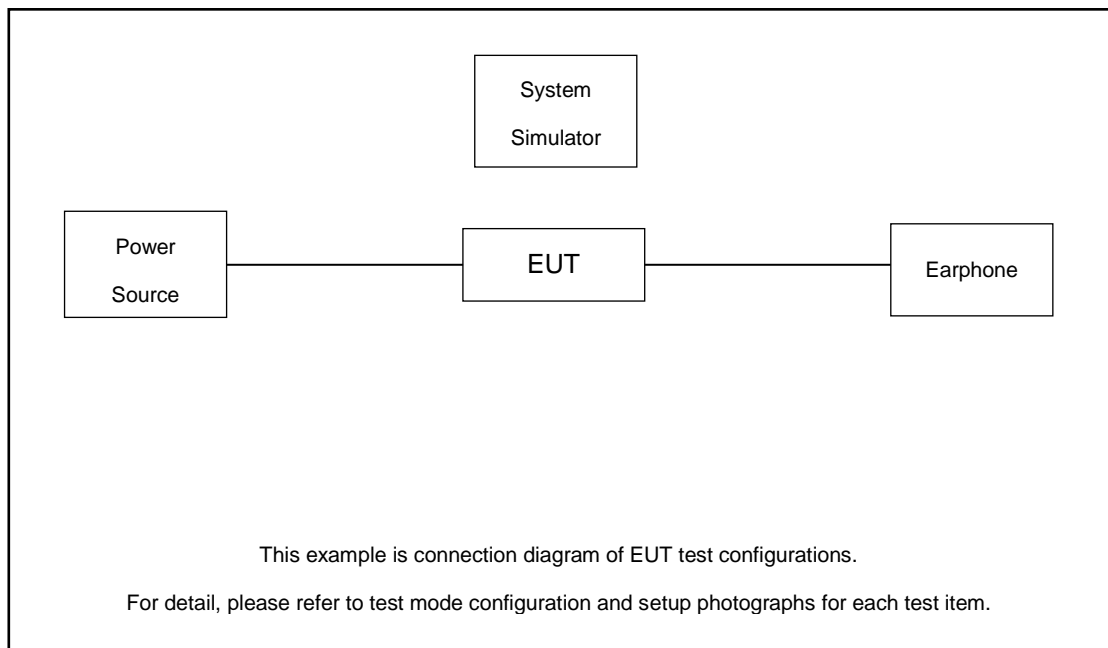 System
Simulator
Power
Source
EUT
Earphone
This example is connection diagram of EUT test configurations.
For detail, please refer to test mode configuration and setup photographs for each test item.